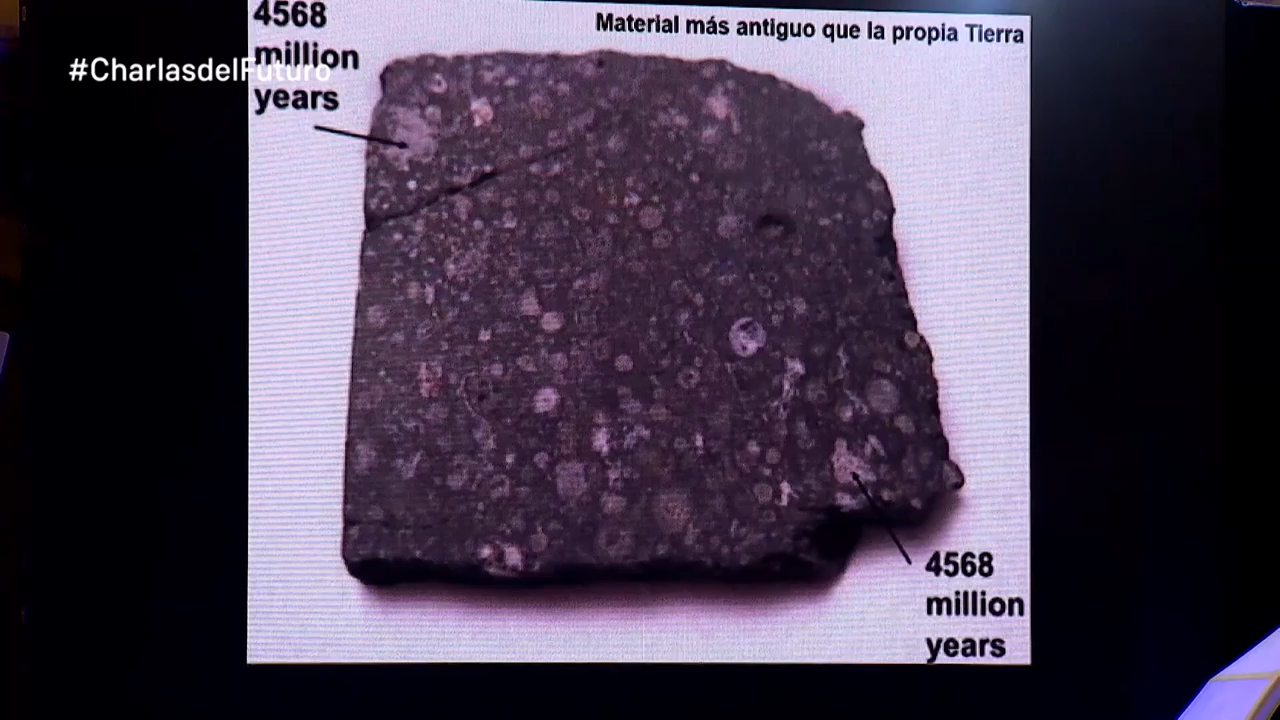 4568
million
years
Material más antiguo que la propia Tierra
#CharlasdelFuturo
4568
million
years